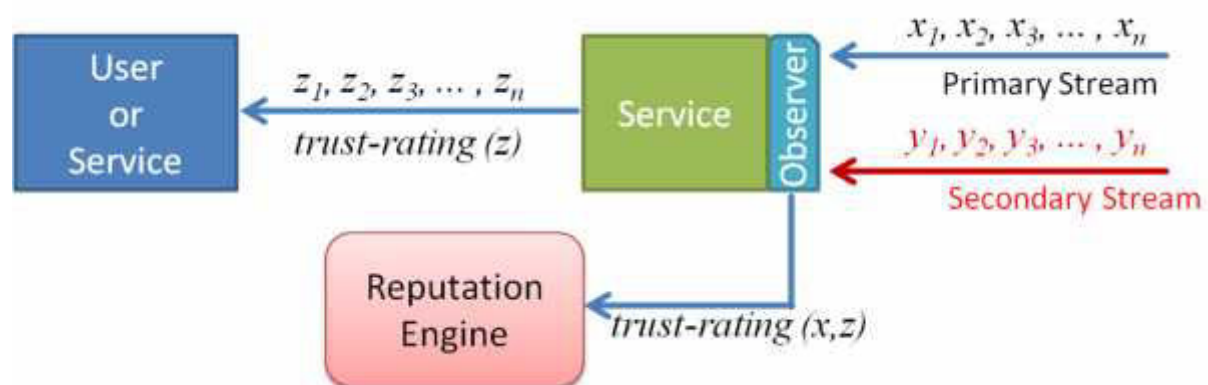 User
or
Service
z₁, z₂, z₃, ... , zₙ
trust-rating (z)
Service
Observer
x₁, x₂, x₃, ... , xₙ
Primary Stream
y₁, y₂, y₃, ... , yₙ
Secondary Stream
Reputation
Engine
trust-rating (x,z)